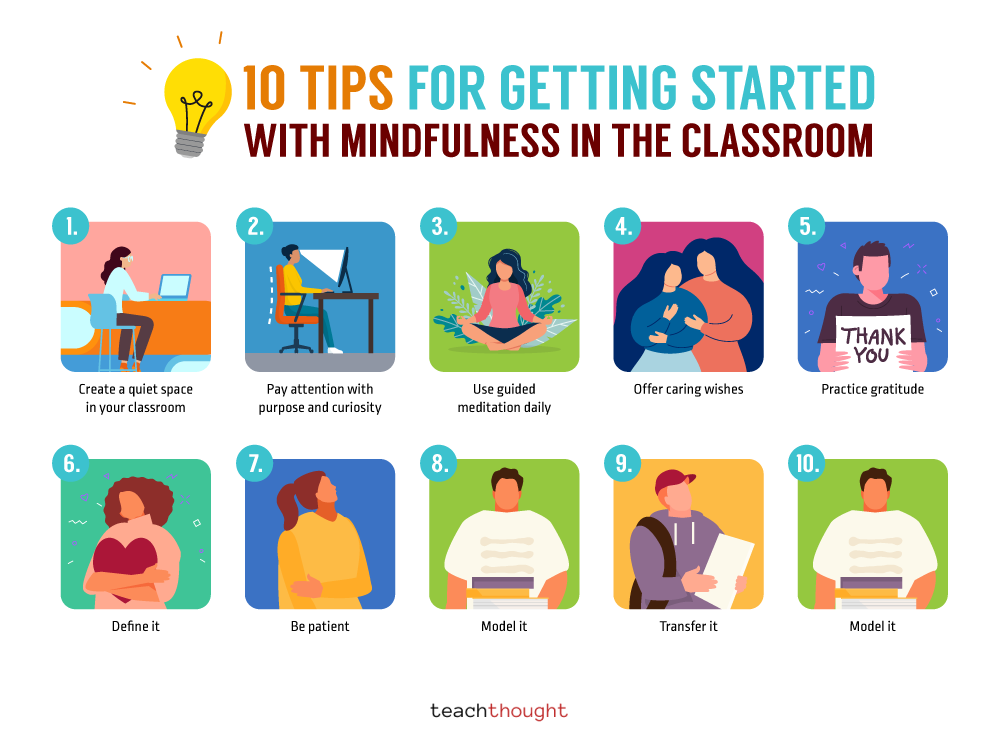 10 TIPS FOR GETTING STARTED
WITH MINDFULNESS IN THE CLASSROOM
1.
2.
3.
4.
5.
THANK
YOU
Create a quiet space
in your classroom
Pay attention with
purpose and curiosity
Use guided
meditation daily
Offer caring wishes
Practice gratitude
6.
7.
8.
9.
10.
Define it
Be patient
Model it
Transfer it
Model it
teachthought